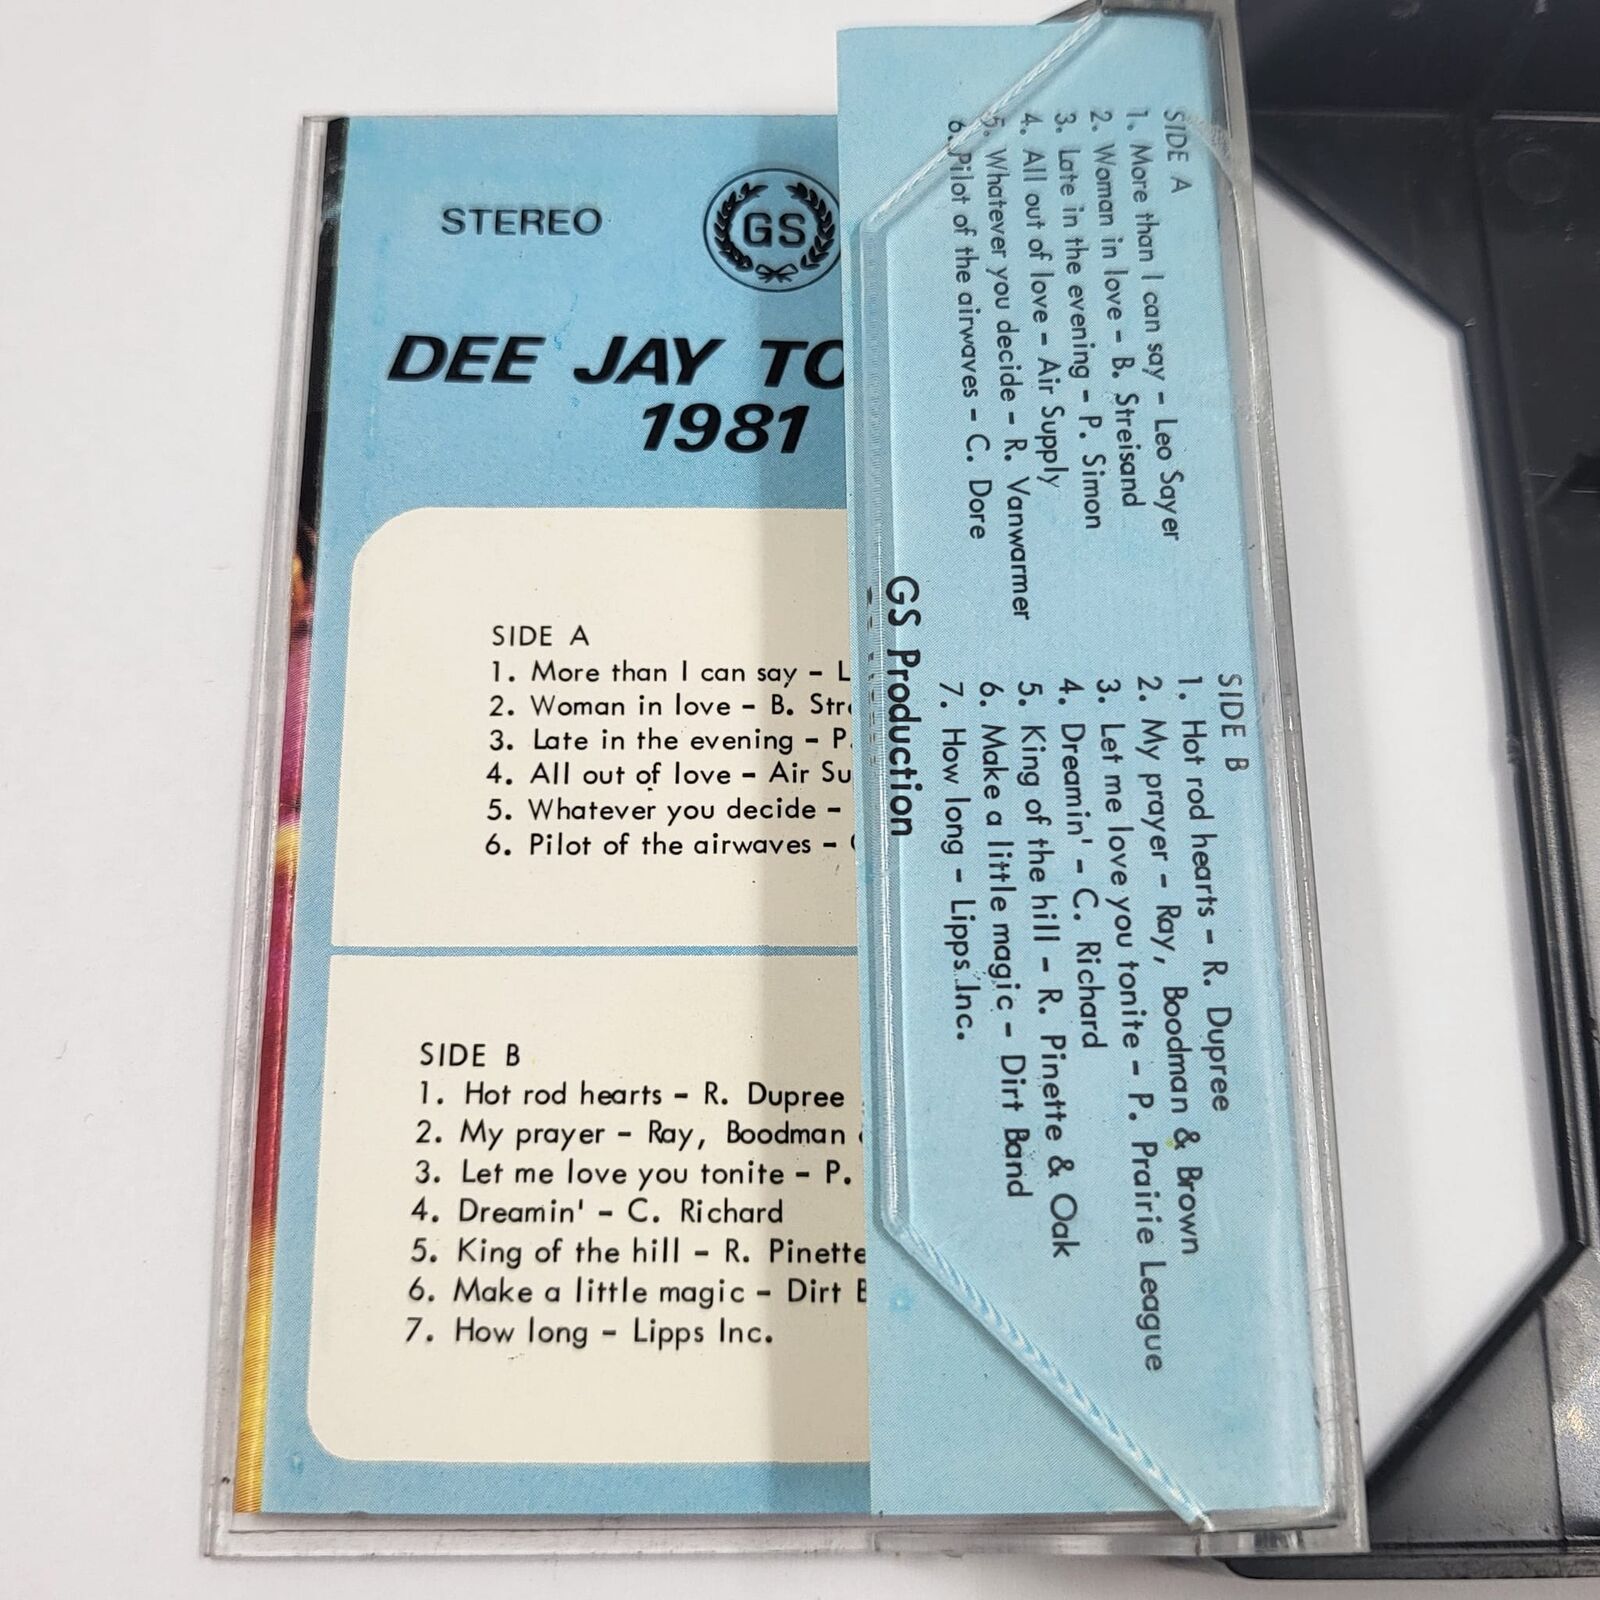 STEREO
GS
DEE JAY TO
1981
SIDE A
1. More than I can say - L
2. Woman in love - B. Str
3. Late in the evening - P.
4. All out of love - Air Su
5. Whatever you decide -
6. Pilot of the airwaves -
SIDE B
1. Hot rod hearts - R. Dupree
2. My prayer - Ray, Boodman
3. Let me love you tonite - P.
4. Dreamin' - C. Richard
5. King of the hill - R. Pinette
6. Make a little magic - Dirt B
7. How long - Lipps Inc.
SIDE A
1. More than I can say - Leo Sayer
2. Woman in love - B. Streisand
3. Late in the evening - P. Simon
4. All out of love - Air Supply
5. Whatever you decide - R. Vanwarmer
6. Pilot of the airwaves - C. Dore
SIDE B
1. Hot rod hearts - R. Dupree
2. My prayer - Ray, Boodman & Brown
3. Let me love you tonite - P. Prairie League
4. Dreamin' - C. Richard
5. King of the hill - R. Pinette & Oak
6. Make a little magic - Dirt Band
7. How long - Lipps Inc.
GS Production